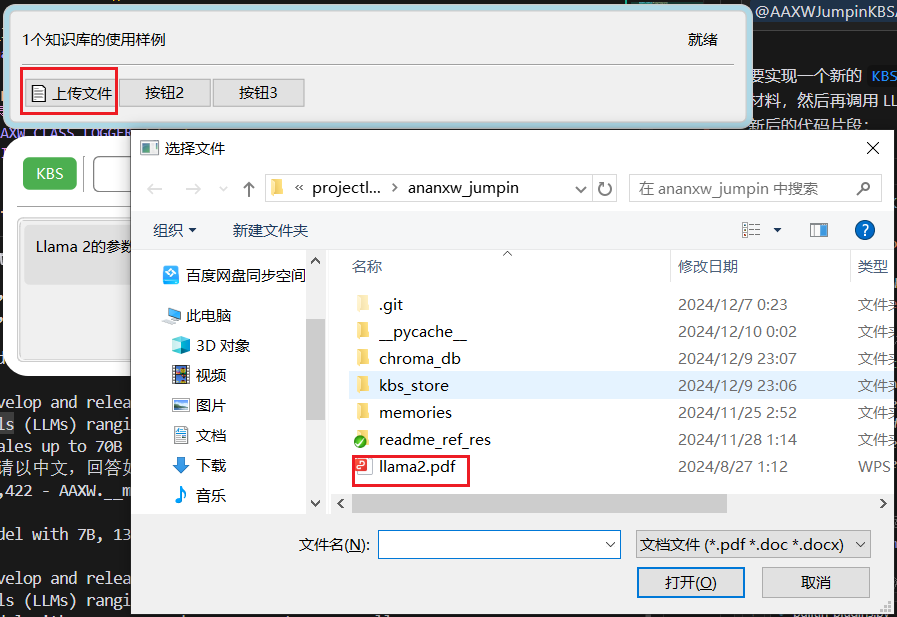 @AAXWJumpinKBSA
1个知识库的使用样例
就绪
上传文件
按钮2
按钮3
要实现一个新的 KBS
材料，然后再调用 LL
新后的代码片段：
AXW_CLASS_LOGGER
KBS
Llama 2的参数
选择文件
« projectl... › ananxw_jumpin
在 ananxw_jumpin 中搜索
组织
新建文件夹
百度网盘同步空间
此电脑
3D 对象
视频
图片
文档
下载
音乐
名称
修改日期
类型
.git
2024/12/7 0:23
文件夹
__pycache__
2024/12/10 0:02
文件夹
chroma_db
2024/12/9 23:07
文件夹
kbs_store
2024/12/9 23:06
文件夹
memories
2024/11/25 2:52
文件夹
readme_ref_res
2024/11/28 1:14
文件夹
llama2.pdf
2024/8/27 1:12
WPS
文件名(N):
文档文件 (*.pdf *.doc *.docx)
打开(O)
取消
velop and relea
ls (LLMs) rangi
ales up to 70B
请以中文，回答如
,422 - AAXW.__m
del with 7B, 13
velop and relea
ls (LLMs) rangi